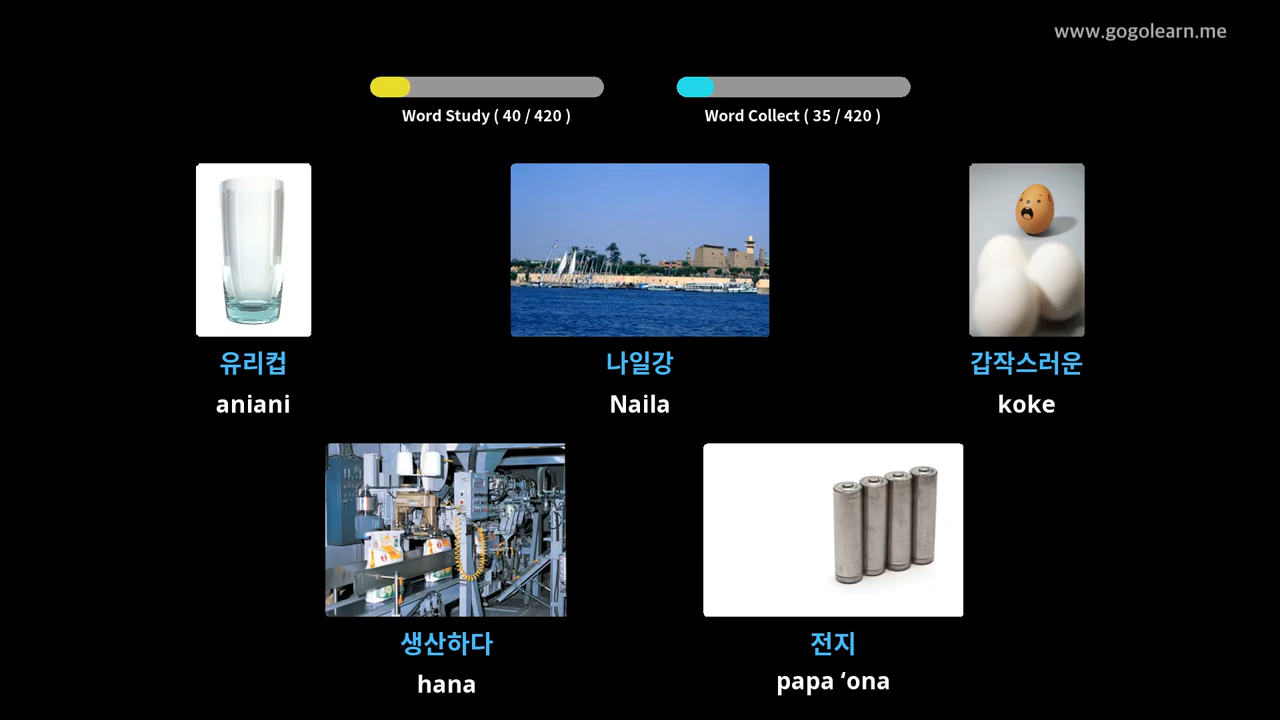 www.gogolearn.me
Word Study ( 40 / 420 )
Word Collect ( 35 / 420 )
유리컵
aniani
나일강
Naila
갑작스러운
koke
생산하다
hana
전지
papa ‘ona